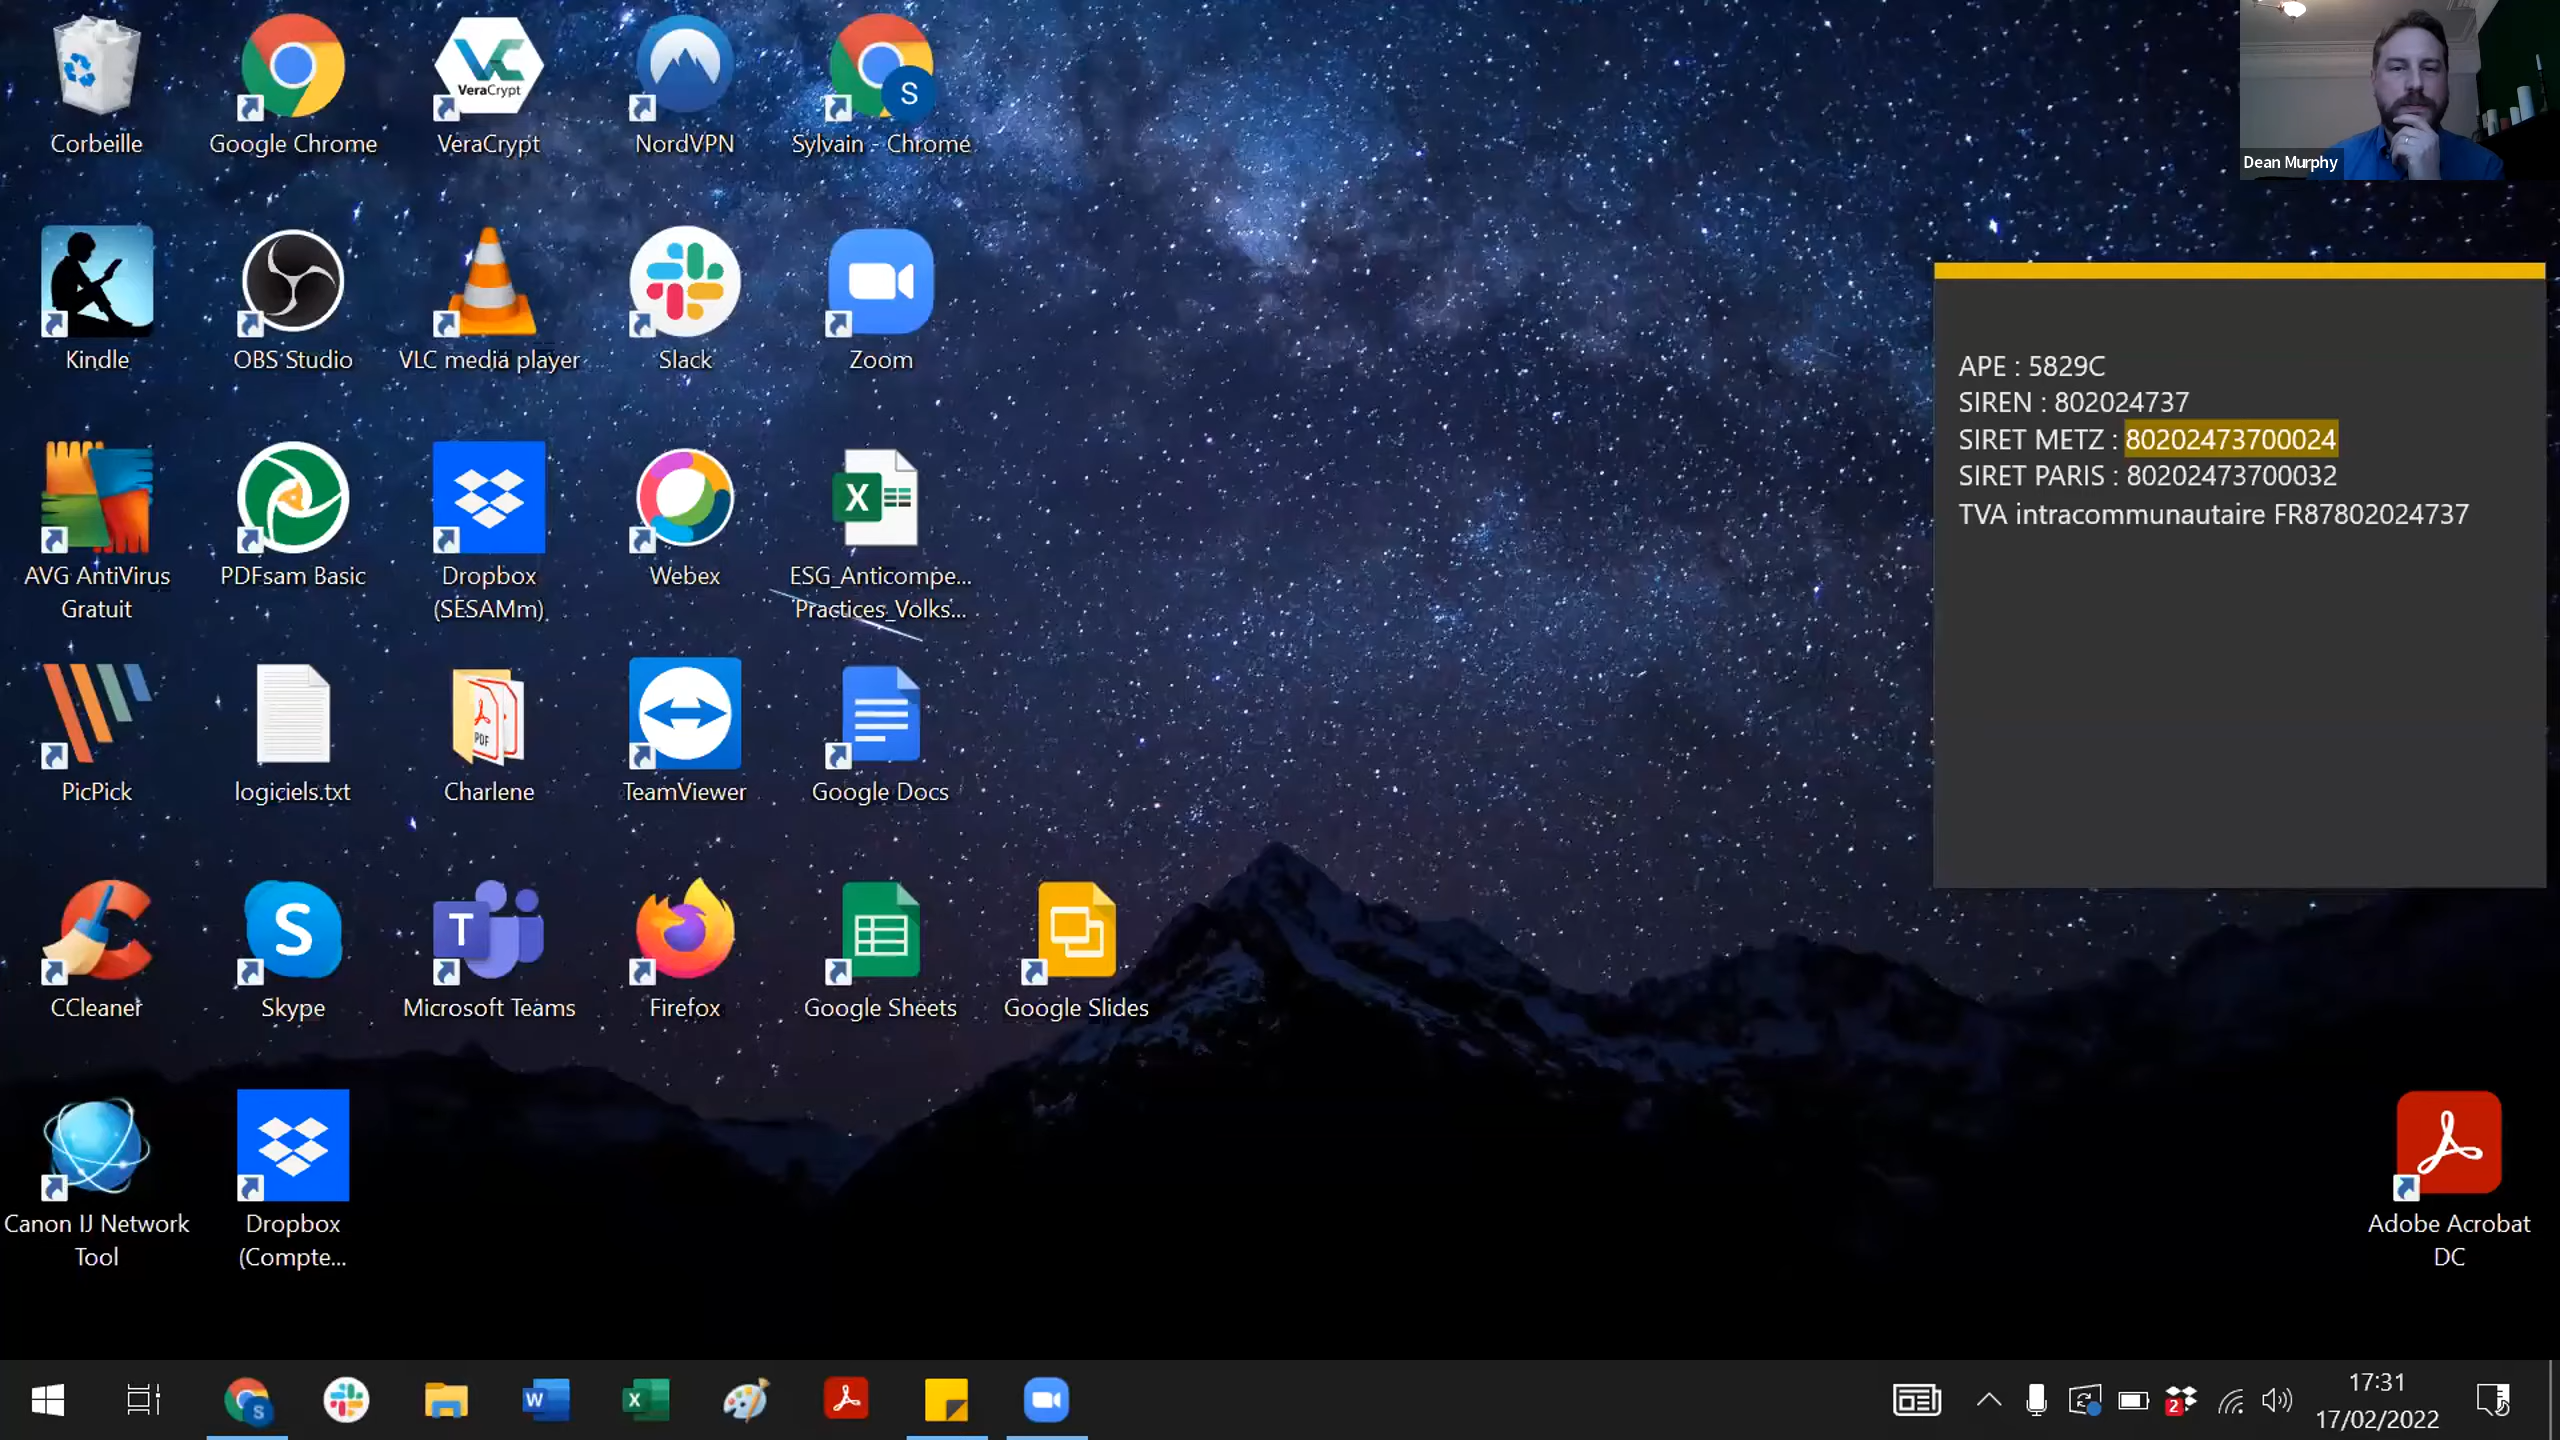 Corbeille
Google Chrome
VeraCrypt
VeraCrypt
NordVPN
S
Sylvain - Chrome
Dean Murphy
Kindle
OBS Studio
VLC media player
Slack
Zoom
APE : 5829C
SIREN : 802024737
SIRET METZ : 80202473700024
SIRET PARIS : 80202473700032
TVA intracommunautaire FR87802024737
AVG AntiVirus
Gratuit
PDFsam Basic
Dropbox
(SESAMm)
Webex
X
ESG_Anticompe...
Practices_Volks...
PicPick
logiciels.txt
PDF
Charlene
TeamViewer
Google Docs
CCleaner
S
Skype
T
Microsoft Teams
Firefox
Google Sheets
Google Slides
Canon IJ Network
Tool
Dropbox
(Compte...
Adobe Acrobat
DC
S
W
X
2
17:31
17/02/2022